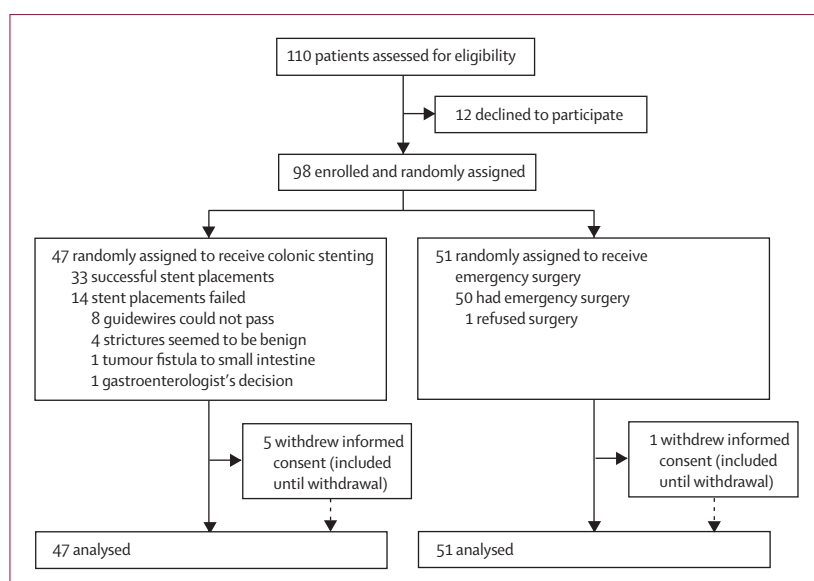 110 patients assessed for eligibility
12 declined to participate
98 enrolled and randomly assigned
47 randomly assigned to receive colonic stenting
33 successful stent placements
14 stent placements failed
8 guidewires could not pass
4 strictures seemed to be benign
1 tumour fistula to small intestine
1 gastroenterologist's decision
51 randomly assigned to receive
emergency surgery
50 had emergency surgery
1 refused surgery
5 withdrew informed
consent (included
until withdrawal)
1 withdrew informed
consent (included
until withdrawal)
47 analysed
51 analysed